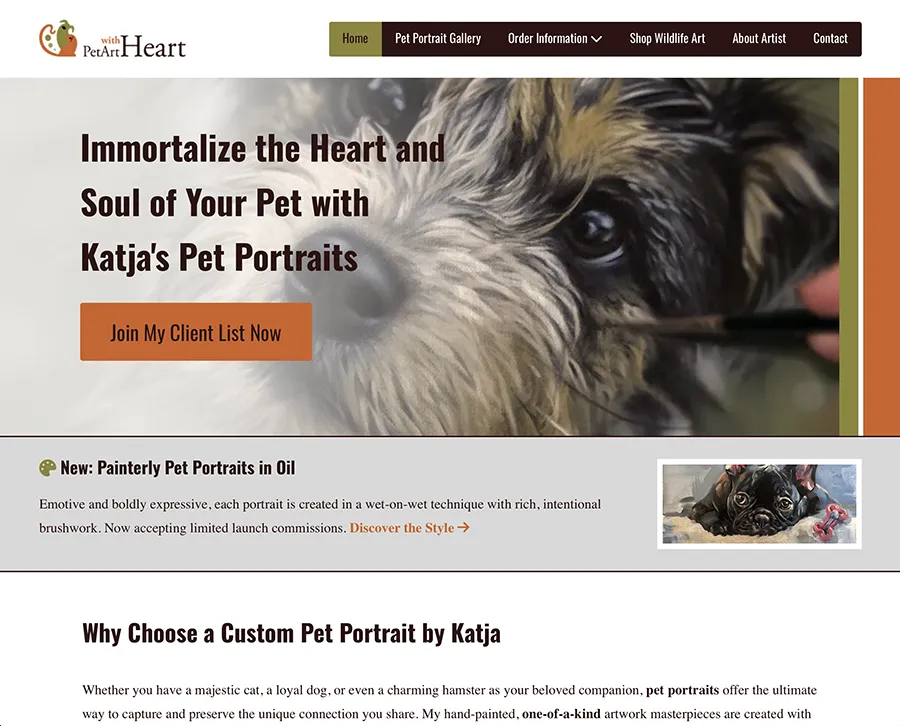 with
PetArtHeart
Home Pet Portrait Gallery Order Information Shop Wildlife Art About Artist Contact
Immortalize the Heart and
Soul of Your Pet with
Katja's Pet Portraits
Join My Client List Now
New: Painterly Pet Portraits in Oil
Emotive and boldly expressive, each portrait is created in a wet-on-wet technique with rich, intentional
brushwork. Now accepting limited launch commissions. Discover the Style →
Why Choose a Custom Pet Portrait by Katja
Whether you have a majestic cat, a loyal dog, or even a charming hamster as your beloved companion, pet portraits offer the ultimate
way to capture and preserve the unique connection you share. My hand-painted, one-of-a-kind artwork masterpieces are created with